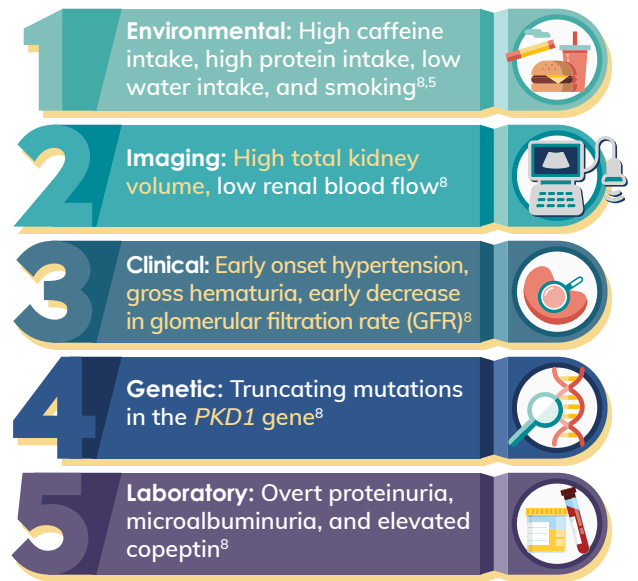 1
Environmental: High caffeine
intake, high protein intake, low
water intake, and smoking8,5
2
Imaging: High total kidney
volume, low renal blood flow8
3
Clinical: Early onset hypertension,
gross hematuria, early decrease
in glomerular filtration rate (GFR)8
4
Genetic: Truncating mutations
in the PKD1 gene8
5
Laboratory: Overt proteinuria,
microalbuminuria, and elevated
copeptin8